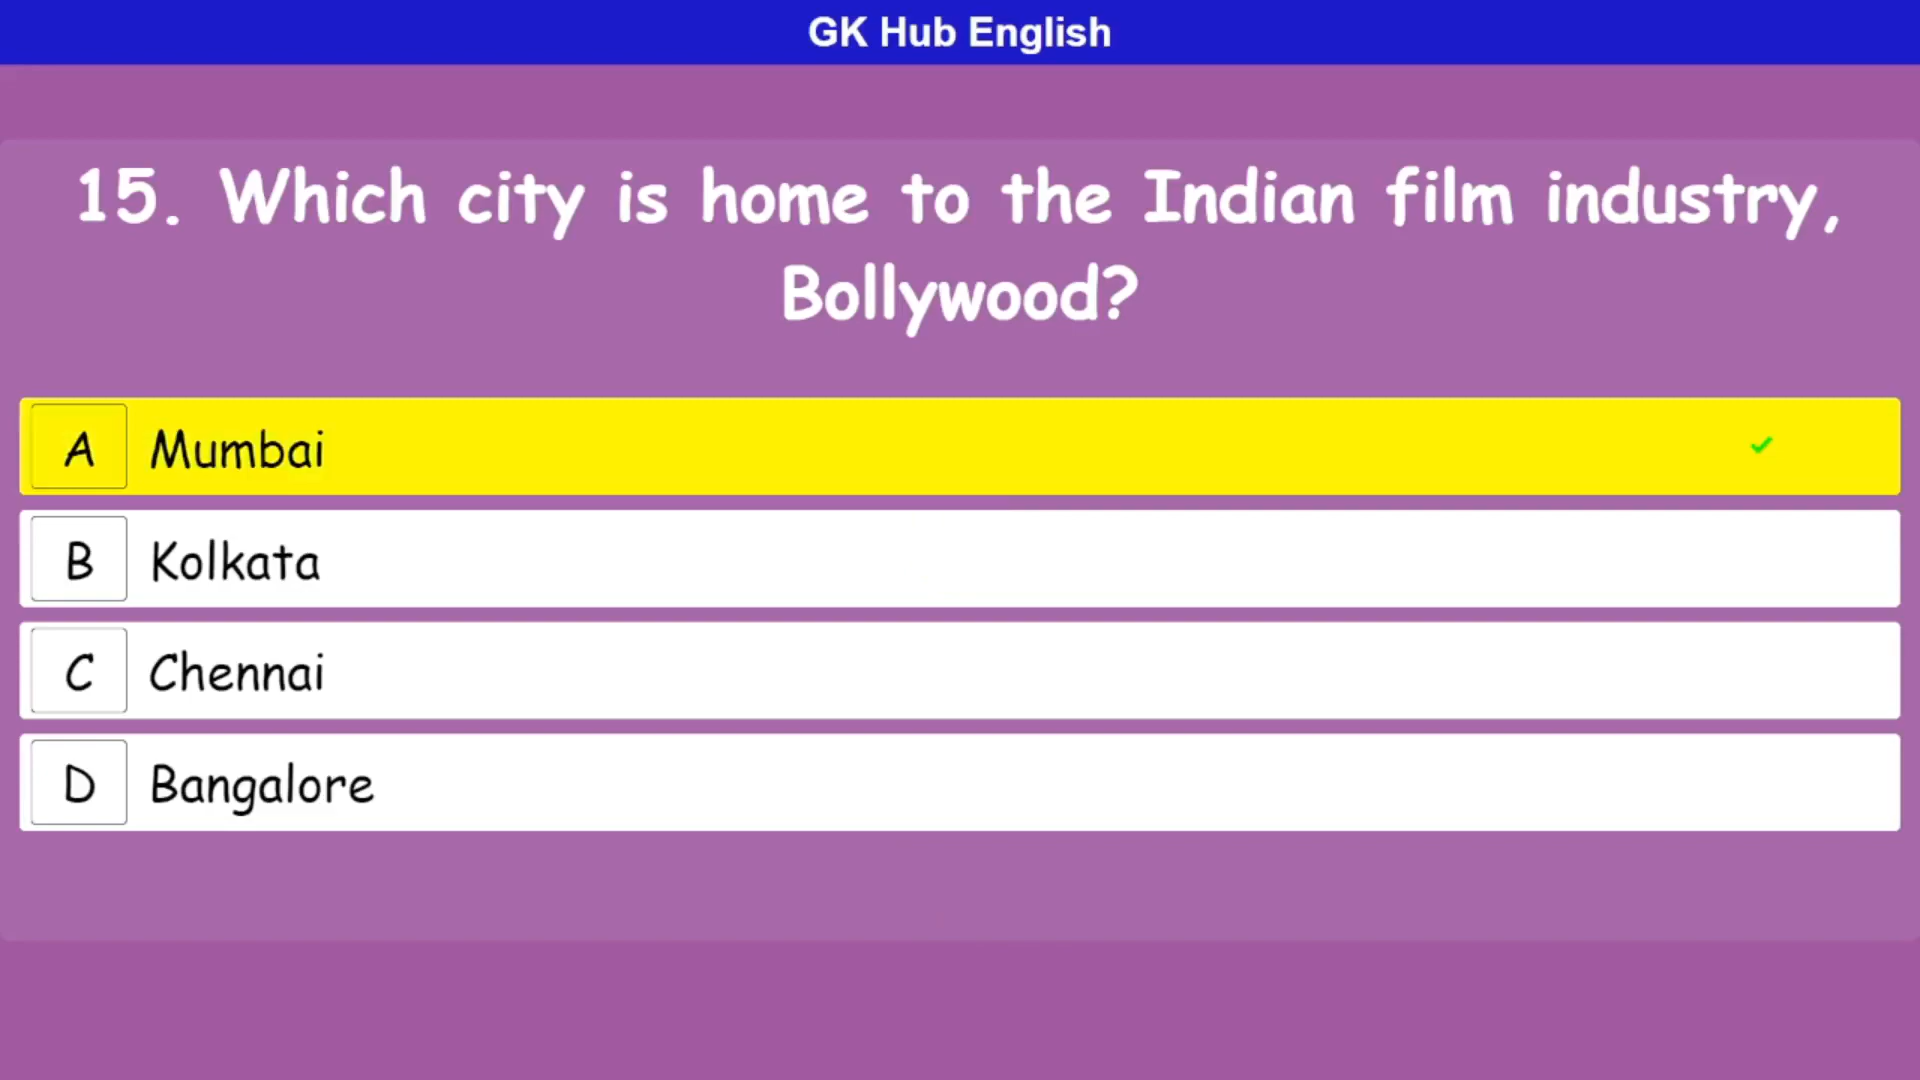 GK Hub English
15. Which city is home to the Indian film industry,
Bollywood?
A Mumbai
B Kolkata
C Chennai
D Bangalore